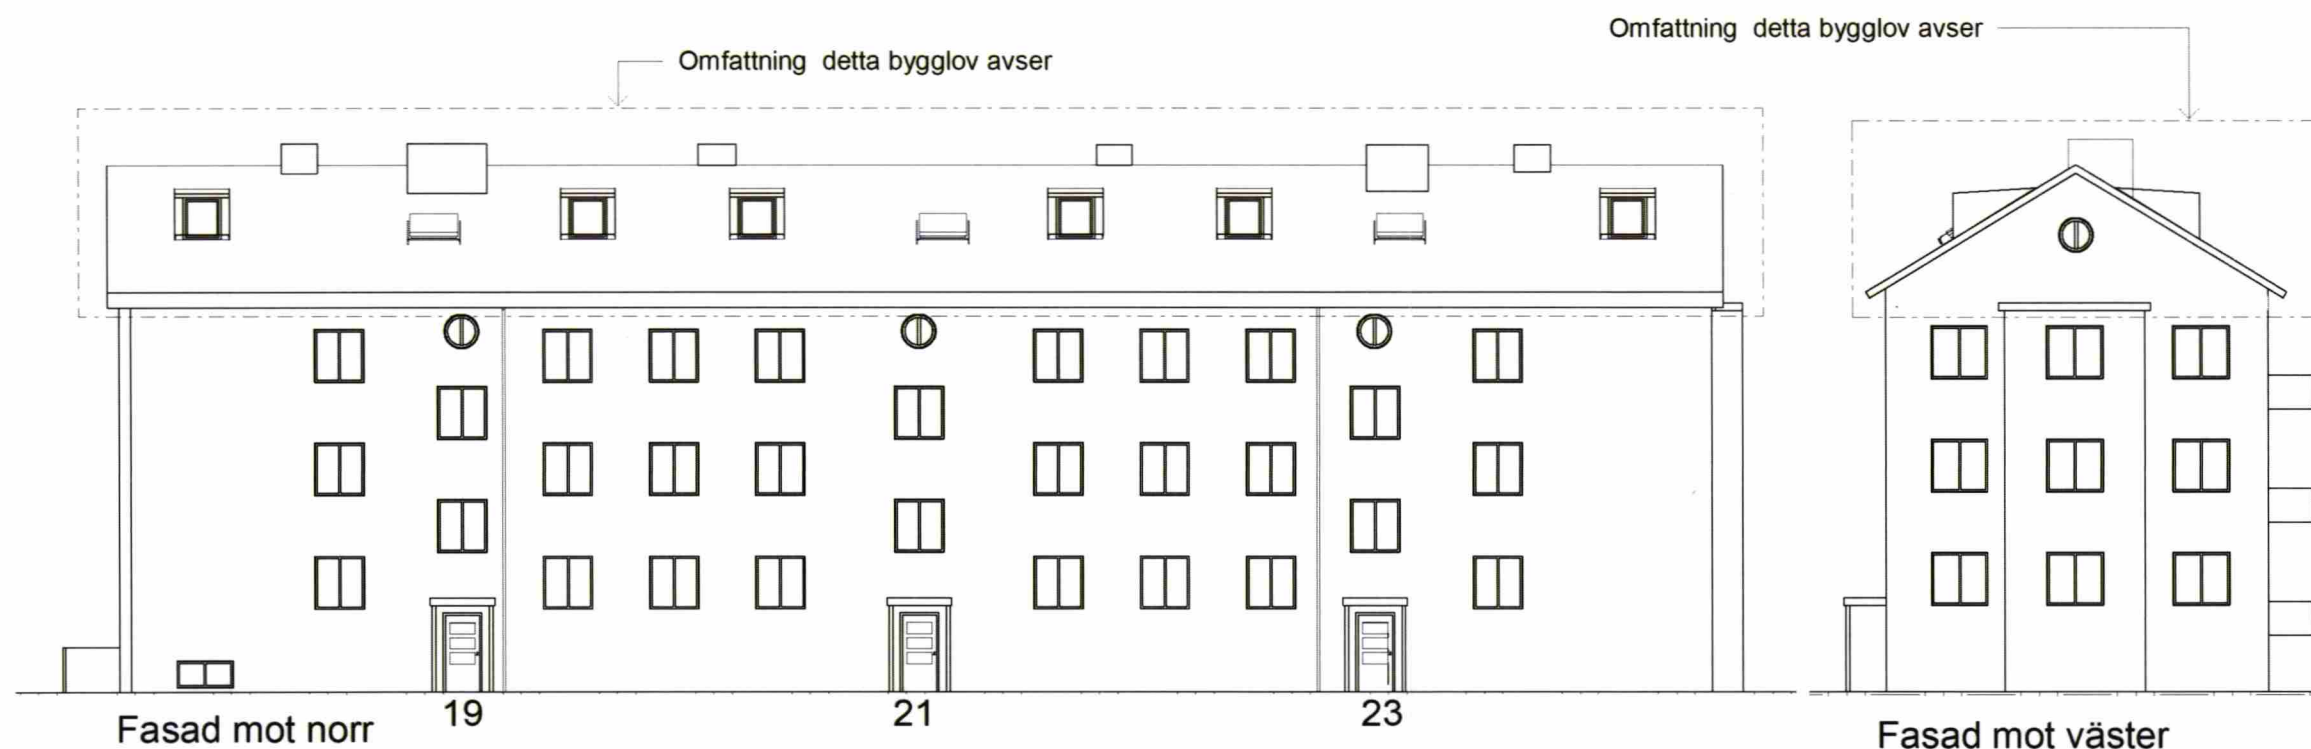 Omfattning detta bygglov avser
Omfattning detta bygglov avser
19
21
23
Fasad mot norr
Fasad mot väster